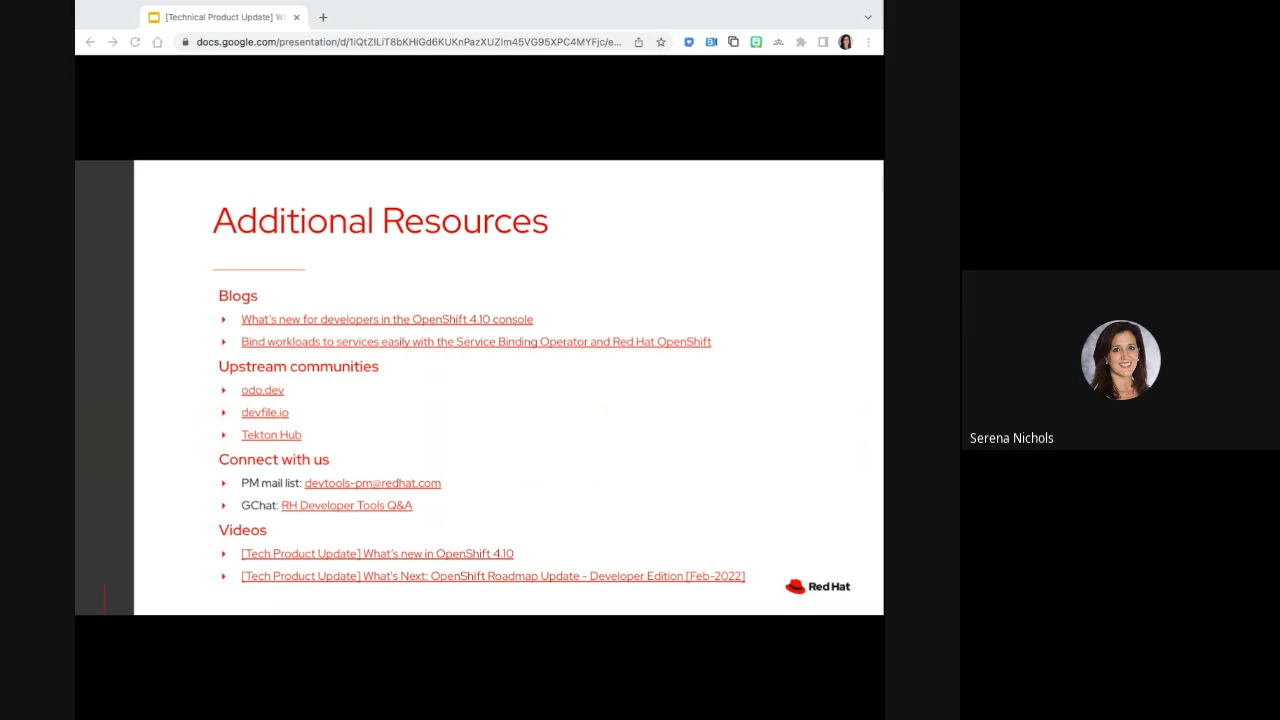 [Technical Product Update] W
docs.google.com/presentation/d/1iQtZILiT8bKHiGd6KUKnPazXUZIm45VG95XPC4MYFjc/e...
Additional Resources
Blogs
What's new for developers in the OpenShift 4.10 console
Bind workloads to services easily with the Service Binding Operator and Red Hat OpenShift
Upstream communities
odo.dev
devfile.io
Tekton Hub
Connect with us
PM mail list: devtools-pm@redhat.com
GChat: RH Developer Tools Q&A
Videos
[Tech Product Update] What's new in OpenShift 4.10
[Tech Product Update] What's Next: OpenShift Roadmap Update - Developer Edition [Feb-2022]
Red Hat
Serena Nichols